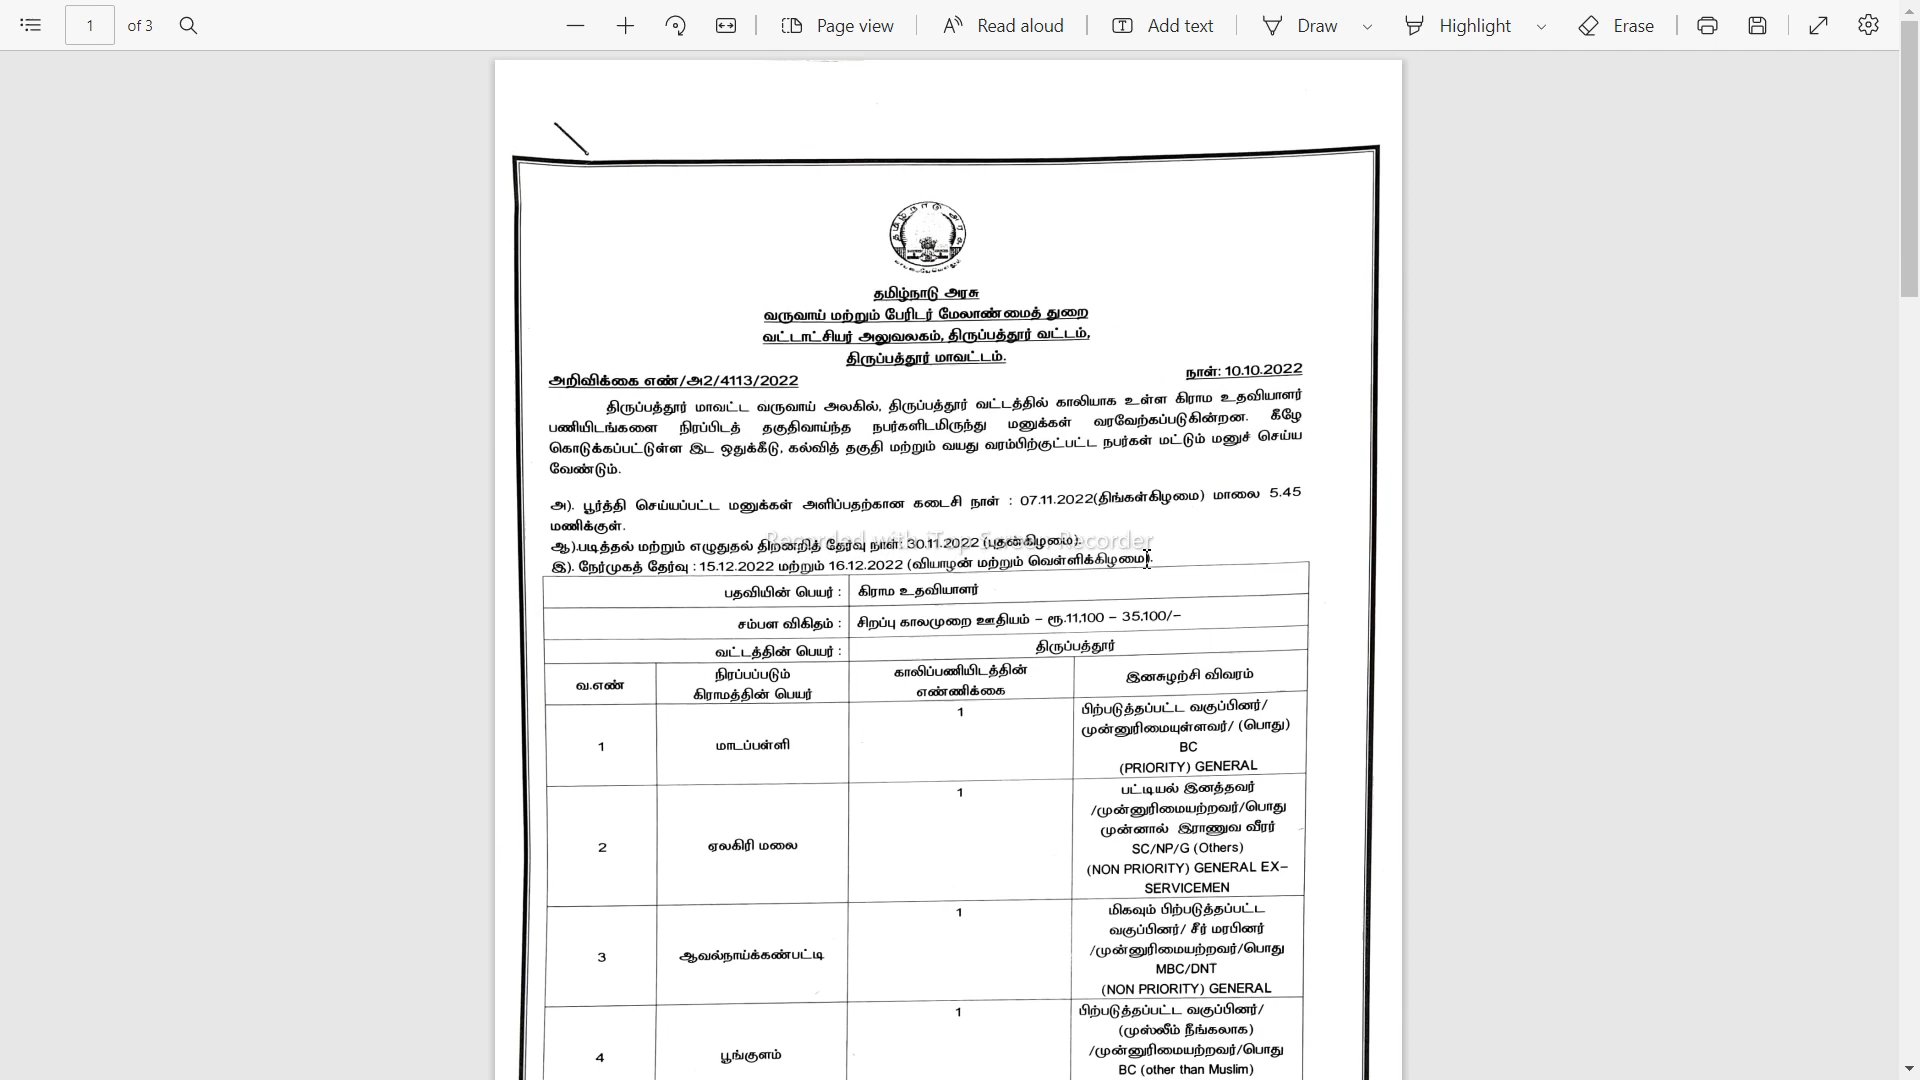 1 of 3 Page view Read aloud Add text Draw Highlight Erase
தமிழ்நாடு அரசு
வருவாய் மற்றும் பேரிடர் மேலாண்மைத் துறை
வட்டாட்சியர் அலுவலகம், திருப்பத்தூர் வட்டம்,
திருப்பத்தூர் மாவட்டம்.
அறிவிக்கை எண்/அ2/4113/2022 நாள்: 10.10.2022
திருப்பத்தூர் மாவட்ட வருவாய் அலகில், திருப்பத்தூர் வட்டத்தில் காலியாக உள்ள கிராம உதவியாளர்
பணியிடங்களை நிரப்பிடத் தகுதிவாய்ந்த நபர்களிடமிருந்து மனுக்கள் வரவேற்கப்படுகின்றன. கீழே
கொடுக்கப்பட்டுள்ள இட ஒதுக்கீடு, கல்வித் தகுதி மற்றும் வயது வரம்பிற்குட்பட்ட நபர்கள் மட்டும் மனுச் செய்ய
வேண்டும்.
அ). பூர்த்தி செய்யப்பட்ட மனுக்கள் அளிப்பதற்கான கடைசி நாள் : 07.11.2022(திங்கள்கிழமை) மாலை 5.45
மணிக்குள்.
ஆ).படித்தல் மற்றும் எழுதுதல் திறனறித் தேர்வு நாள்: 30.11.2022 (புதன்கிழமை).
Recorded with iTop Screen Recorder
இ). நேர்முகத் தேர்வு : 15.12.2022 மற்றும் 16.12.2022 (வியாழன் மற்றும் வெள்ளிக்கிழமை).
பதவியின் பெயர் : கிராம உதவியாளர்
சம்பள விகிதம் : சிறப்பு காலமுறை ஊதியம் – ரூ.11,100 – 35,100/–
வட்டத்தின் பெயர் : திருப்பத்தூர்
வ.எண் நிரப்பப்படும் கிராமத்தின் பெயர் காலிப்பணியிடத்தின் எண்ணிக்கை இனசுழற்சி விவரம்
1 மாடப்பள்ளி 1 பிற்படுத்தப்பட்ட வகுப்பினர்/
முன்னுரிமையுள்ளவர்/ (பொது)
BC
(PRIORITY) GENERAL
2 ஏலகிரி மலை 1 பட்டியல் இனத்தவர்
/முன்னுரிமையற்றவர்/பொது
முன்னால் இராணுவ வீரர்
SC/NP/G (Others)
(NON PRIORITY) GENERAL EX–
SERVICEMEN
3 ஆவல்நாய்க்கண்பட்டி 1 மிகவும் பிற்படுத்தப்பட்ட
வகுப்பினர்/ சீர் மரபினர்
/முன்னுரிமையற்றவர்/பொது
MBC/DNT
(NON PRIORITY) GENERAL
4 பூங்குளம் 1 பிற்படுத்தப்பட்ட வகுப்பினர்/
(முஸ்லீம் நீங்கலாக)
/முன்னுரிமையற்றவர்/பொது
BC (other than Muslim)